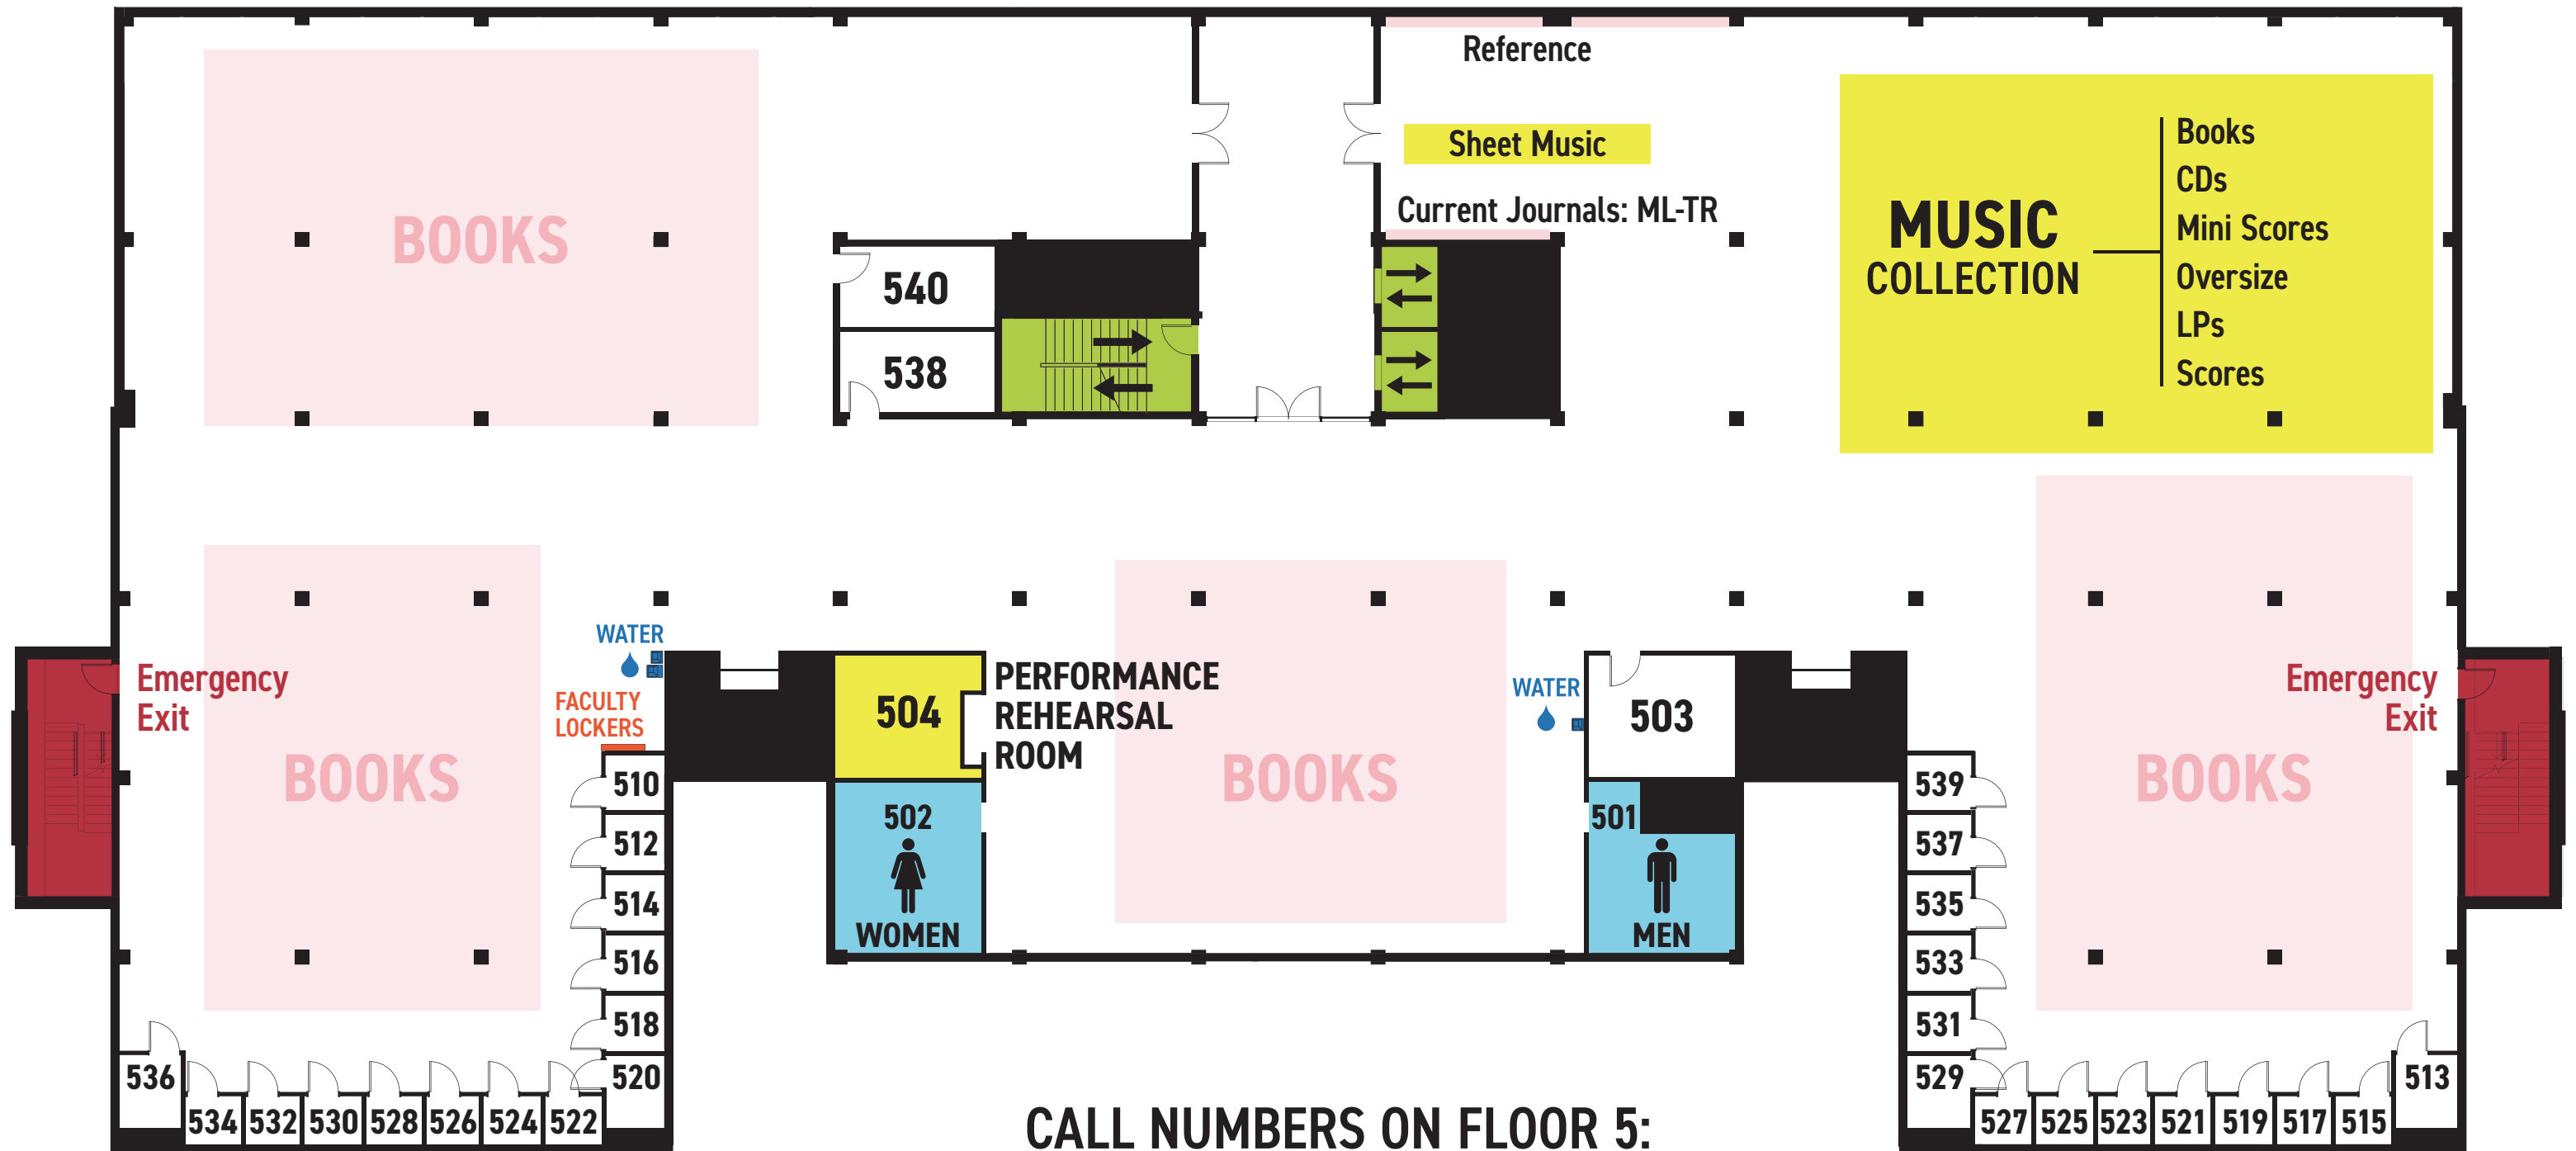 Reference
Sheet Music
Current Journals: ML-TR
MUSIC
COLLECTION
Books
CDs
Mini Scores
Oversize
LPs
Scores
BOOKS
540
538
BOOKS
BOOKS
BOOKS
Emergency
Exit
WATER
FACULTY
LOCKERS
504
PERFORMANCE
REHEARSAL
ROOM
WATER
503
Emergency
Exit
502
WOMEN
501
MEN
510
512
514
516
518
520
522
524
526
528
530
532
534
536
539
537
535
533
531
529
527
525
523
521
519
517
515
513
CALL NUMBERS ON FLOOR 5: